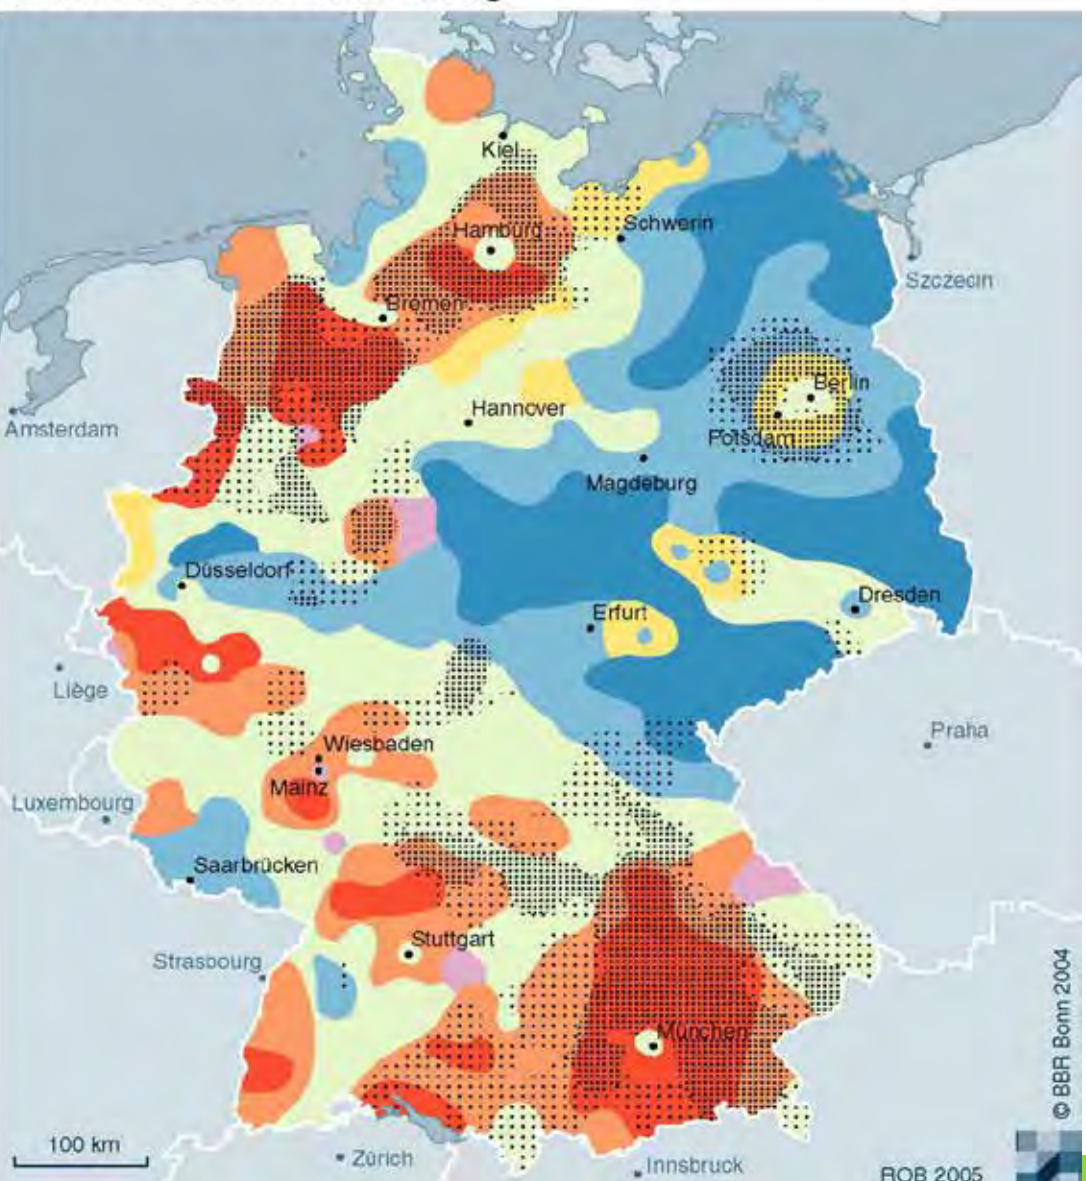 Kiel
Hamburg
Schwerin
Szczecin
Bremen
Berlin
Amsterdam
Hannover
Potsdam
Magdeburg
Düsseldorf
Dresden
Erfurt
Liège
Praha
Wiesbaden
Mainz
Luxembourg
Saarbrücken
Stuttgart
Strasbourg
München
© BBR Bonn 2004
100 km
Zürich
Innsbruck
ROB 2005